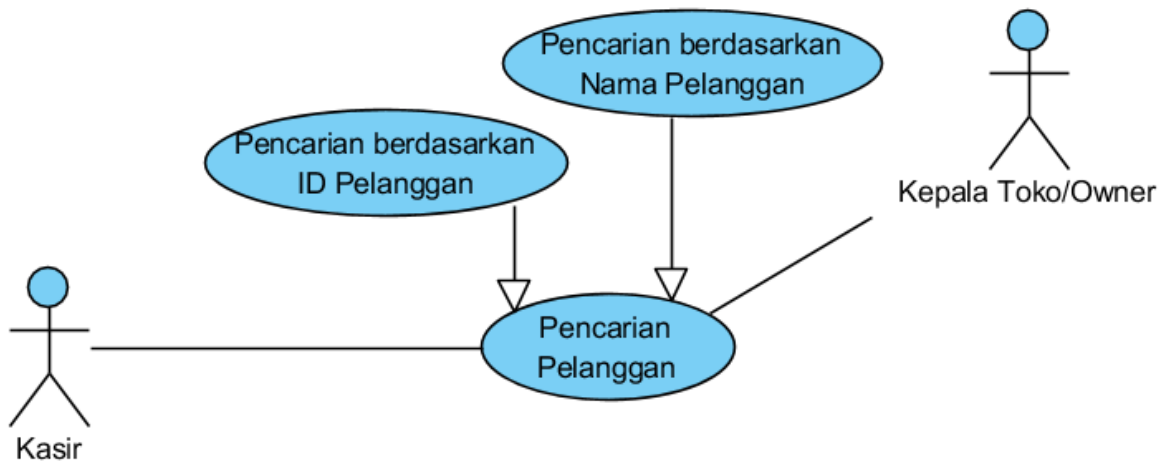 Pencarian berdasarkan
Nama Pelanggan
Pencarian berdasarkan
ID Pelanggan
Kepala Toko/Owner
Pencarian
Pelanggan
Kasir